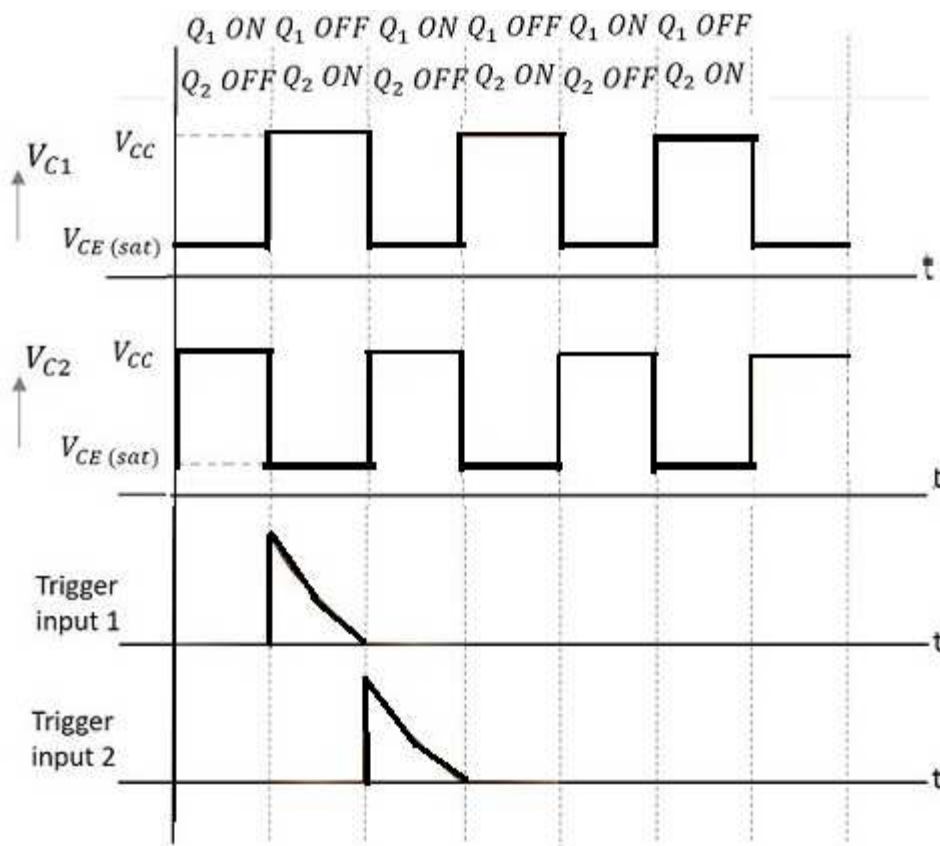 Q1 ON Q1 OFF Q1 ON Q1 OFF Q1 ON Q1 OFF
Q2 OFF Q2 ON Q2 OFF Q2 ON Q2 OFF Q2 ON
VCC
VC1
VCE (sat)
t
VC2 VCC
VCE (sat)
t
Trigger
input 1
t
Trigger
input 2
t